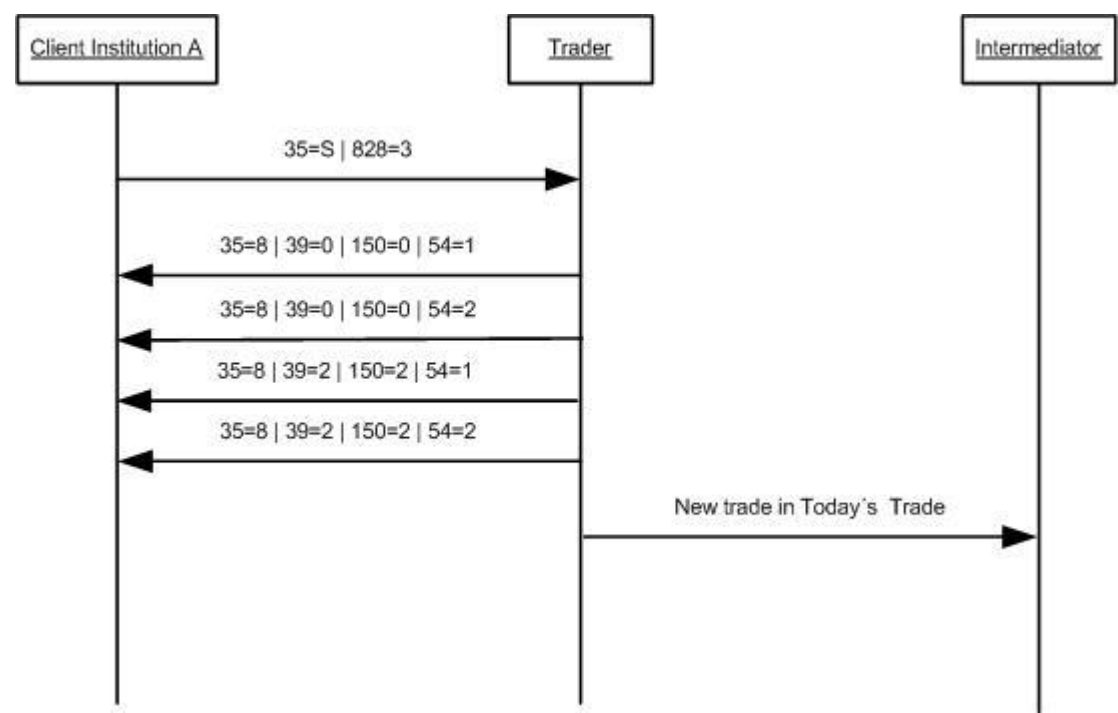 Client Institution A
Trader
Intermediator
35=S | 828=3
35=8 | 39=0 | 150=0 | 54=1
35=8 | 39=0 | 150=0 | 54=2
35=8 | 39=2 | 150=2 | 54=1
35=8 | 39=2 | 150=2 | 54=2
New trade in Today´s Trade